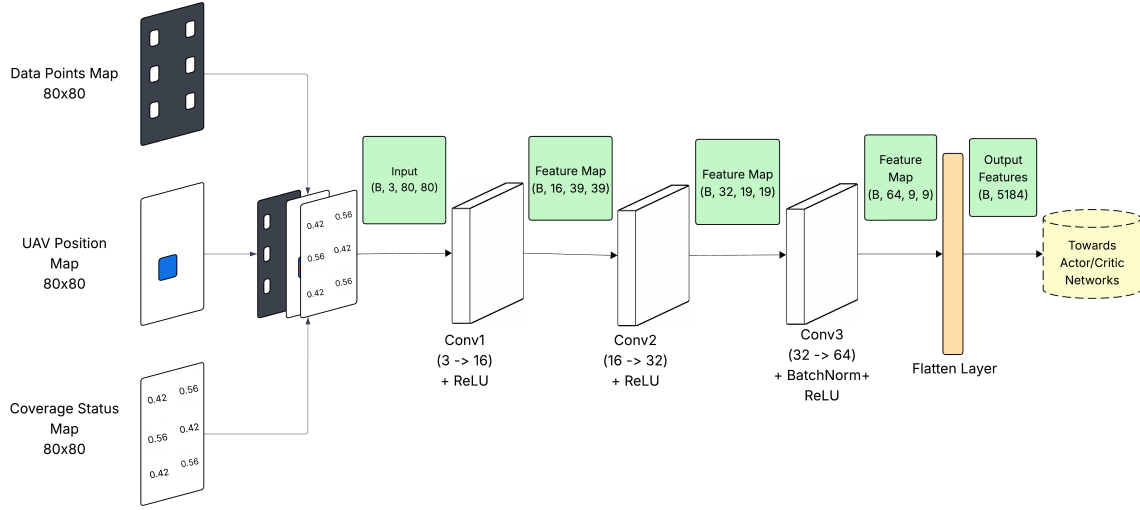 Data Points Map
80x80
UAV Position
Map
80x80
Coverage Status
Map
80x80
0.42 0.56
0.56 0.42
0.42 0.56
0.42 0.56
0.56 0.42
0.42 0.56
Input
(B, 3, 80, 80)
Conv1
(3 -> 16)
+ ReLU
Feature Map
(B, 16, 39, 39)
Conv2
(16 -> 32)
+ ReLU
Feature Map
(B, 32, 19, 19)
Conv3
(32 -> 64)
+ BatchNorm+
ReLU
Feature
Map
(B, 64, 9, 9)
Flatten Layer
Output
Features
(B, 5184)
Towards
Actor/Critic
Networks